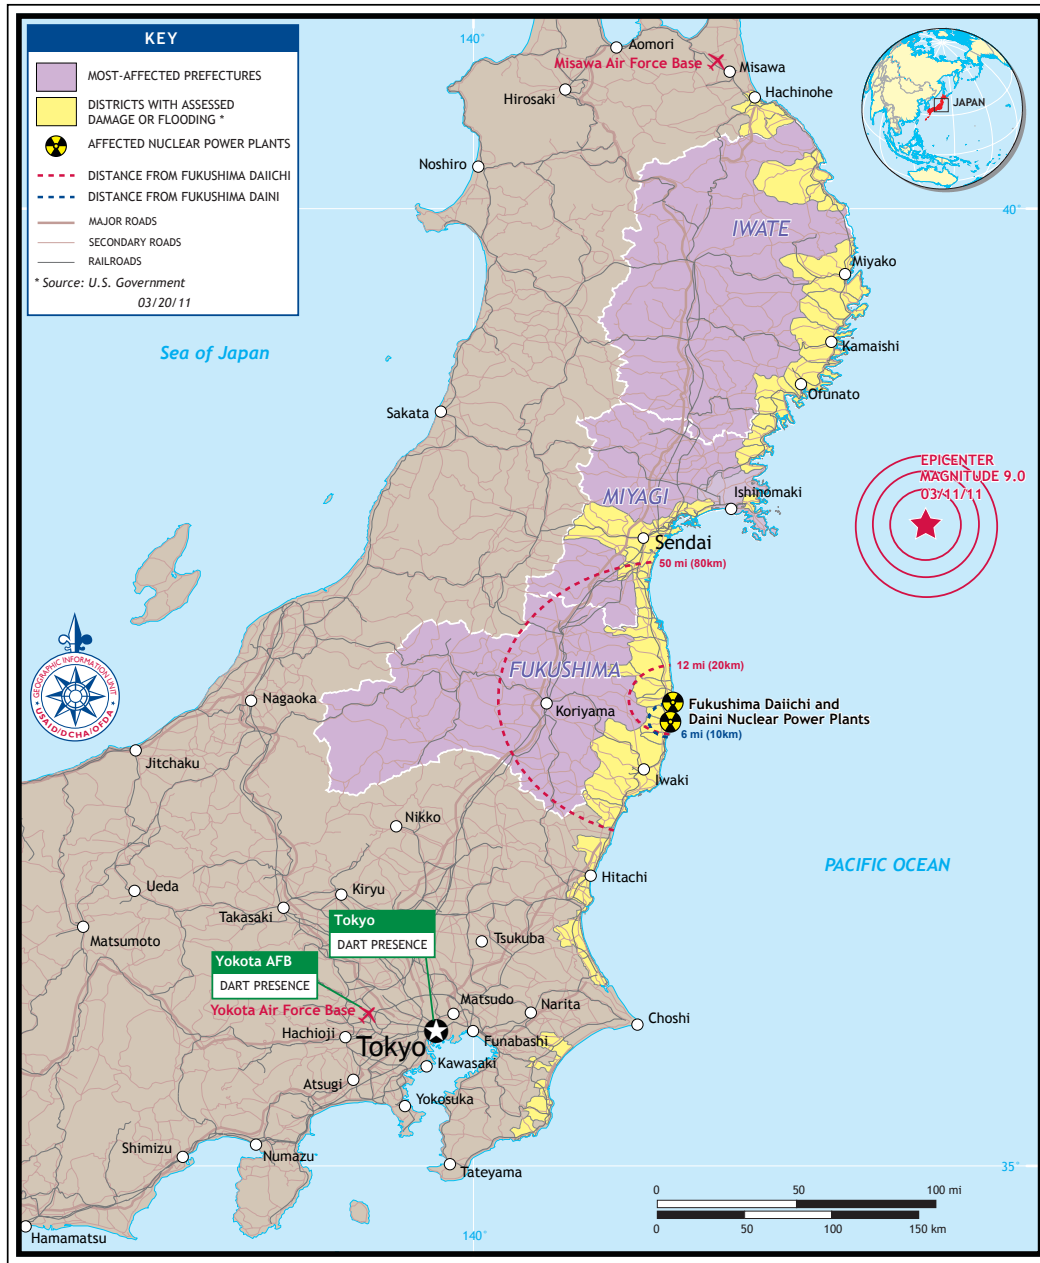 KEY
MOST-AFFECTED PREFECTURES
DISTRICTS WITH ASSESSED
DAMAGE OR FLOODING *
AFFECTED NUCLEAR POWER PLANTS
DISTANCE FROM FUKUSHIMA DAIICHI
DISTANCE FROM FUKUSHIMA DAINI
MAJOR ROADS
SECONDARY ROADS
RAILROADS
* Source: U.S. Government
03/20/11
140°
Aomori
Misawa Air Force Base
Misawa
Hirosaki
Hachinohe
JAPAN
Noshiro
40°
IWATE
Miyako
Sea of Japan
Kamaishi
Ofunato
Sakata
EPICENTER
MAGNITUDE 9.0
03/11/11
MIYAGI
Ishinomaki
Sendai
50 mi (80km)
GEOGRAPHIC INFORMATION UNIT
USAID/DCHA/OFDA
FUKUSHIMA
12 mi (20km)
Nagaoka
Koriyama
Fukushima Daiichi and
Daini Nuclear Power Plants
6 mi (10km)
Jitchaku
Iwaki
Nikko
PACIFIC OCEAN
Hitachi
Ueda
Kiryu
Takasaki
Tokyo
DART PRESENCE
Matsumoto
Tsukuba
Yokota AFB
DART PRESENCE
Yokota Air Force Base
Matsudo
Narita
Choshi
Hachioji
Tokyo
Funabashi
Kawasaki
Atsugi
Yokosuka
Shimizu
Numazu
Tateyama
35°
0 50 100 mi
0 50 100 150 km
Hamamatsu
140°